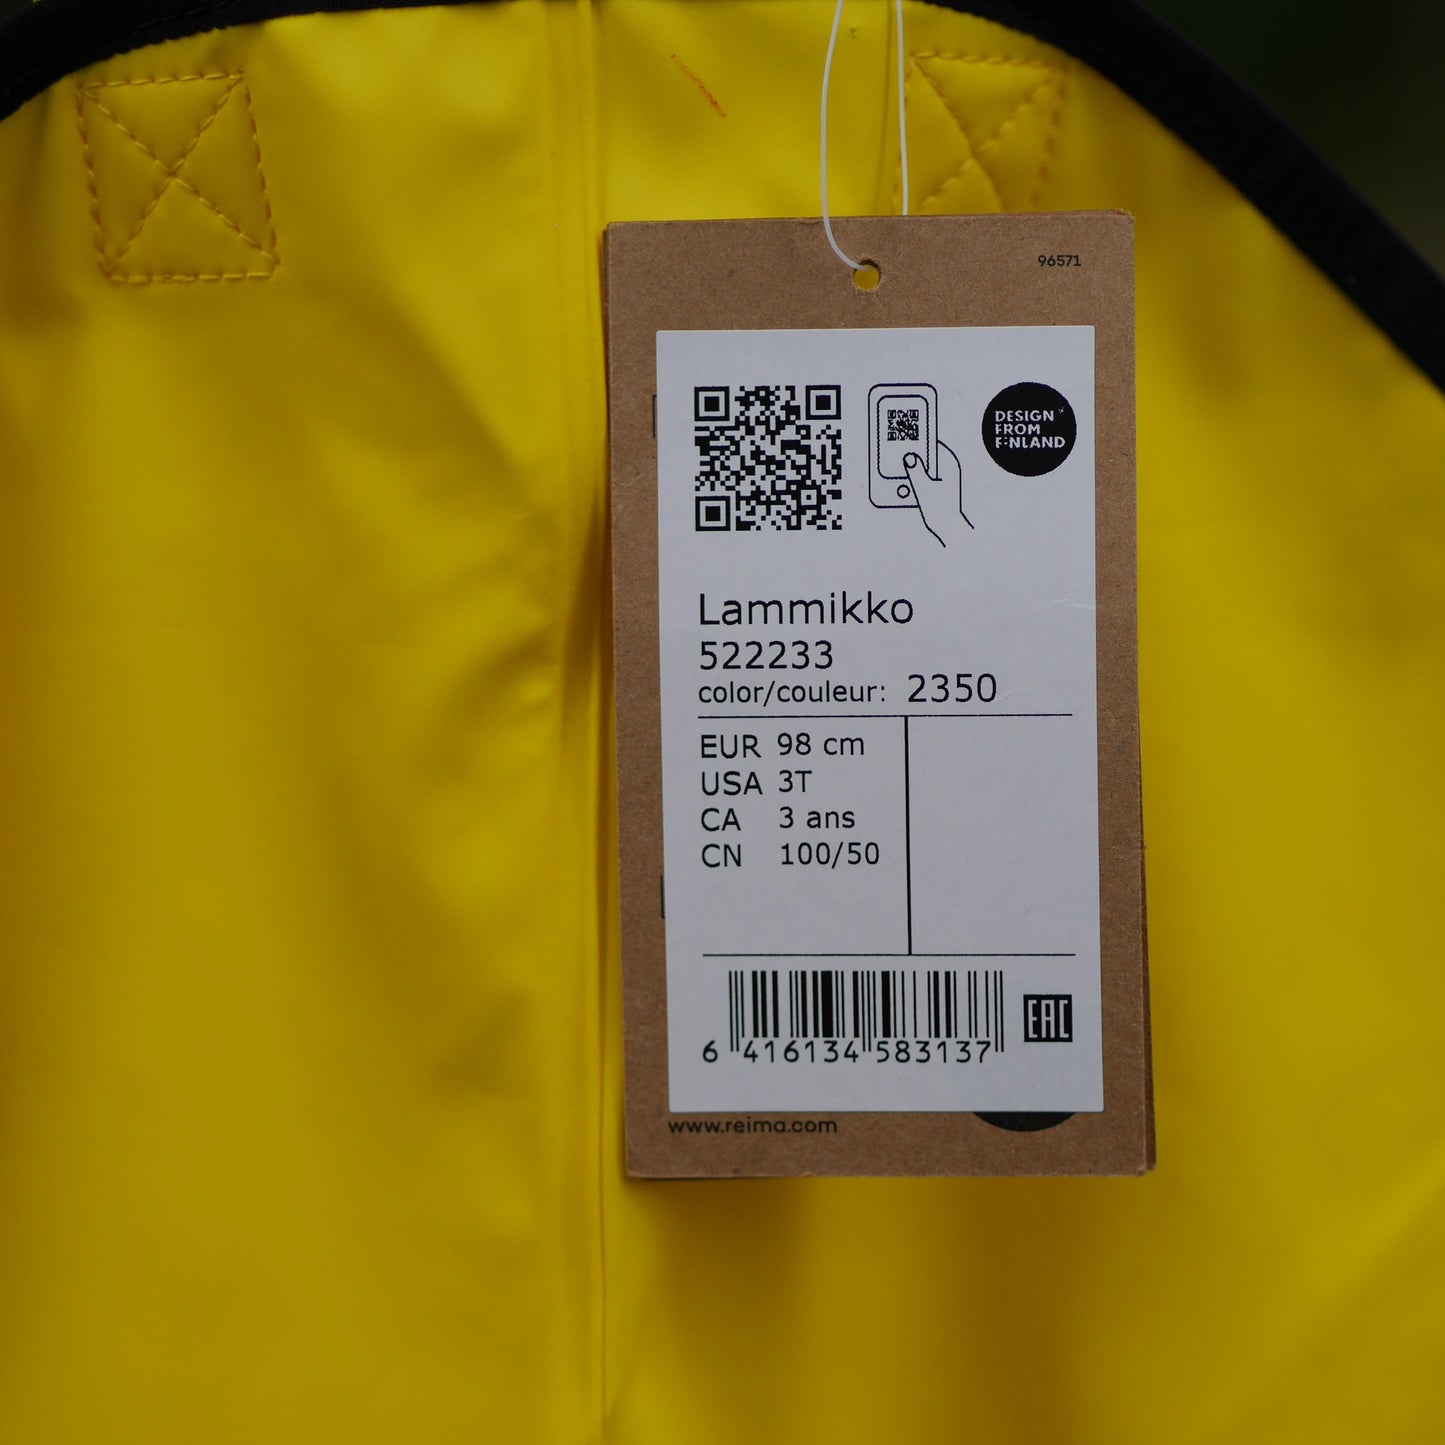 96571
DESIGN
FROM
FINLAND
Lammikko
522233
color/couleur: 2350
EUR 98 cm
USA 3T
CA 3 ans
CN 100/50
6 416134 583137
EAC
www.reima.com